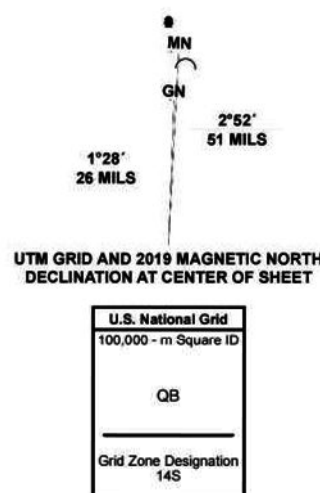 MN
GN
2°52´
51 MILS
1°28´
26 MILS
UTM GRID AND 2019 MAGNETIC NORTH
DECLINATION AT CENTER OF SHEET
U.S. National Grid
100,000 - m Square ID
QB
Grid Zone Designation
14S